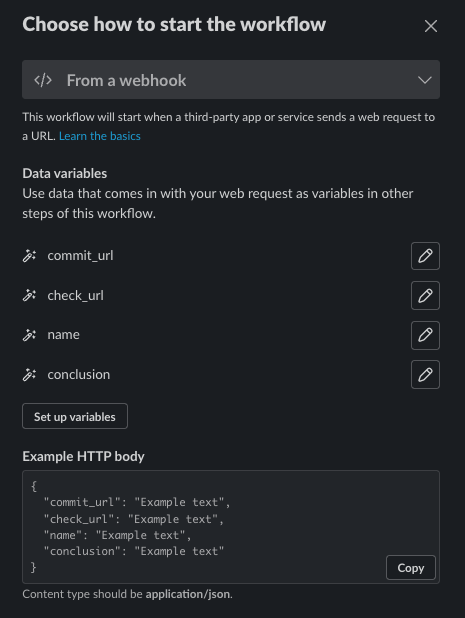 Choose how to start the workflow
From a webhook
This workflow will start when a third-party app or service sends a web request to
a URL. Learn the basics
Data variables
Use data that comes in with your web request as variables in other
steps of this workflow.
commit_url
check_url
name
conclusion
Set up variables
Example HTTP body
{
  "commit_url": "Example text",
  "check_url": "Example text",
  "name": "Example text",
  "conclusion": "Example text"
}
Copy
Content type should be application/json.